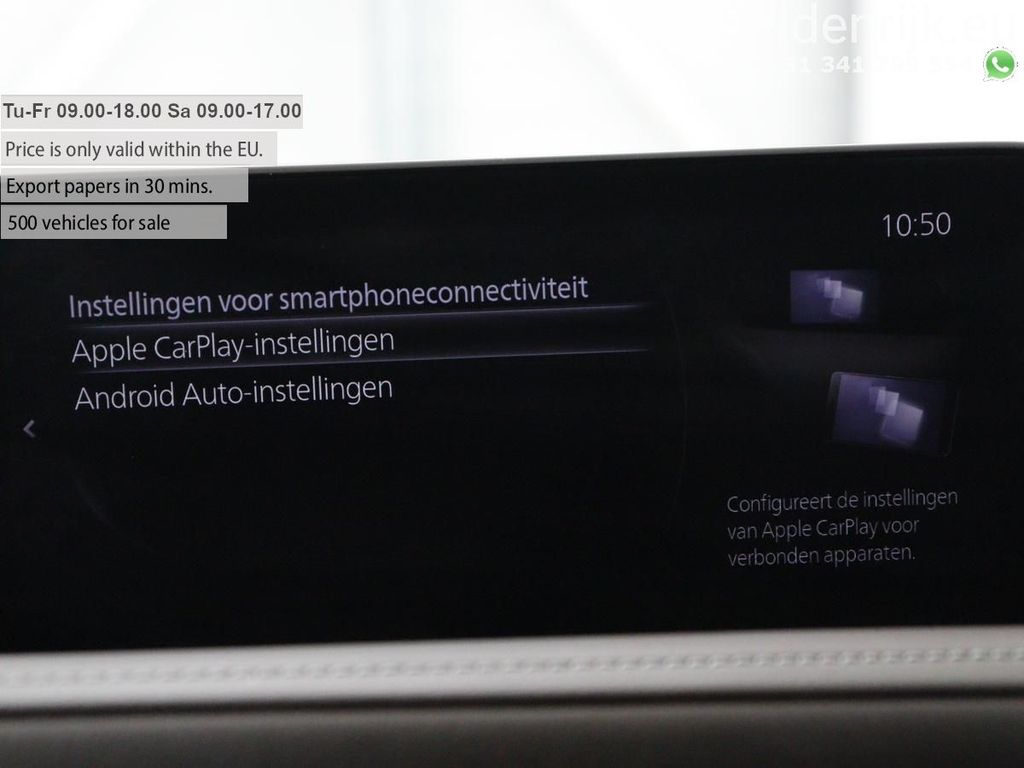 Tu-Fr 09.00-18.00 Sa 09.00-17.00
Price is only valid within the EU.
Export papers in 30 mins.
500 vehicles for sale
10:50
Instellingen voor smartphoneconnectiviteit
Apple CarPlay-instellingen
Android Auto-instellingen
Configureert de instellingen
van Apple CarPlay voor
verbonden apparaten.